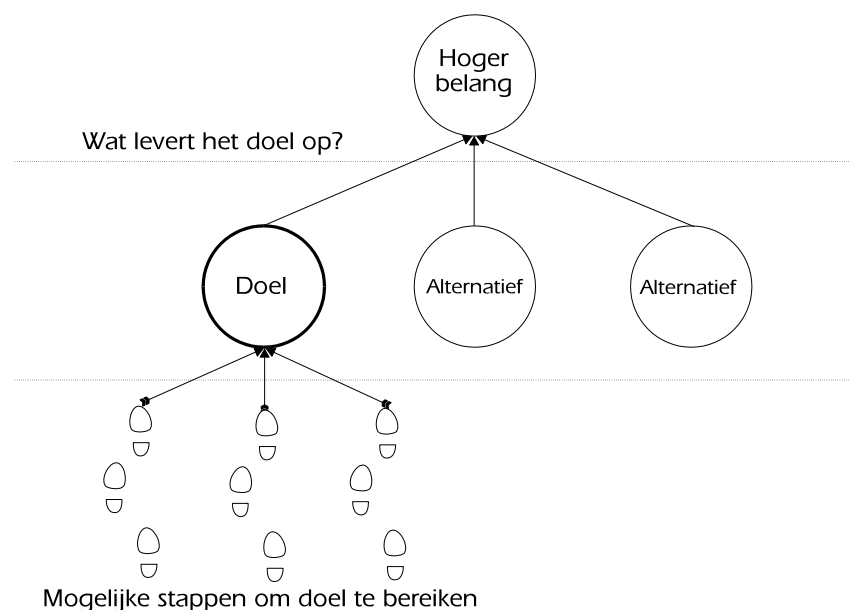 Hoger
belang
Wat levert het doel op?
Doel
Alternatief
Alternatief
Mogelijke stappen om doel te bereiken